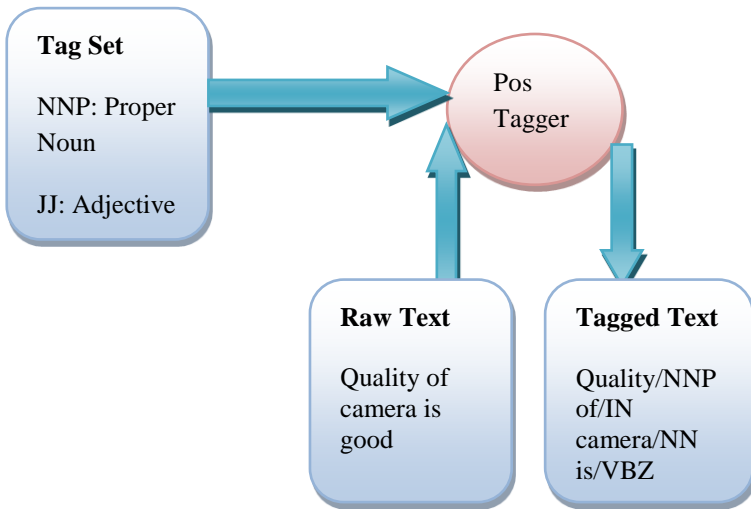 Tag Set
NNP: Proper
Noun
JJ: Adjective
Pos
Tagger
Raw Text
Quality of
camera is
good
Tagged Text
Quality/NNP
of/IN
camera/NN
is/VBZ